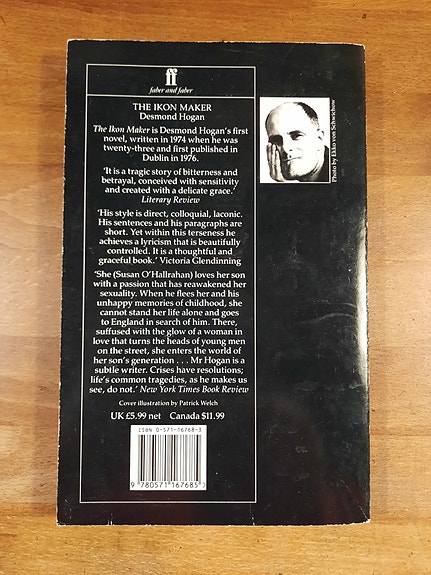 ff
faber and faber
THE IKON MAKER
Desmond Hogan
The Ikon Maker is Desmond Hogan's first
novel, written in 1974 when he was
twenty-three and first published in
Dublin in 1976.
'It is a tragic story of bitterness and
betrayal, conceived with sensitivity
and created with a delicate grace.'
Literary Review
'His style is direct, colloquial, laconic.
His sentences and his paragraphs are
short. Yet within this terseness he
achieves a lyricism that is beautifully
controlled. It is a thoughtful and
graceful book.' Victoria Glendinning
'She (Susan O'Hallrahan) loves her son
with a passion that has reawakened her
sexuality. When he flees her and his
unhappy memories of childhood, she
cannot stand her life alone and goes
to England in search of him. There,
suffused with the glow of a woman in
love that turns the heads of young men
on the street, she enters the world of
her son's generation . . . Mr Hogan is a
subtle writer. Crises have resolutions;
life's common tragedies, as he makes us
see, do not.' New York Times Book Review
Cover illustration by Patrick Welch
UK £5.99 net Canada $11.99
ISBN 0-571-16768-3
9 780571 167685
Photo by Ekko von Schwichow